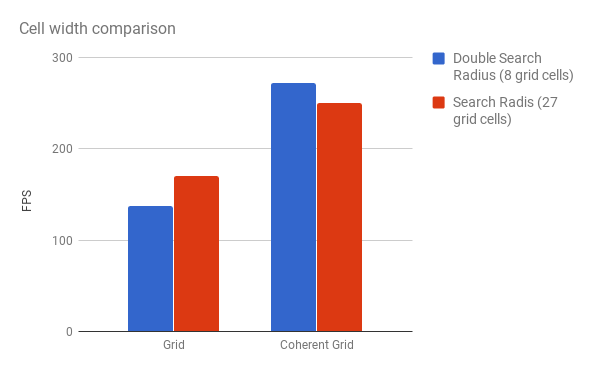 Cell width comparison
300
200
100
0
FPS
Grid
Coherent Grid
Double Search
Radius (8 grid cells)
Search Radis (27
grid cells)